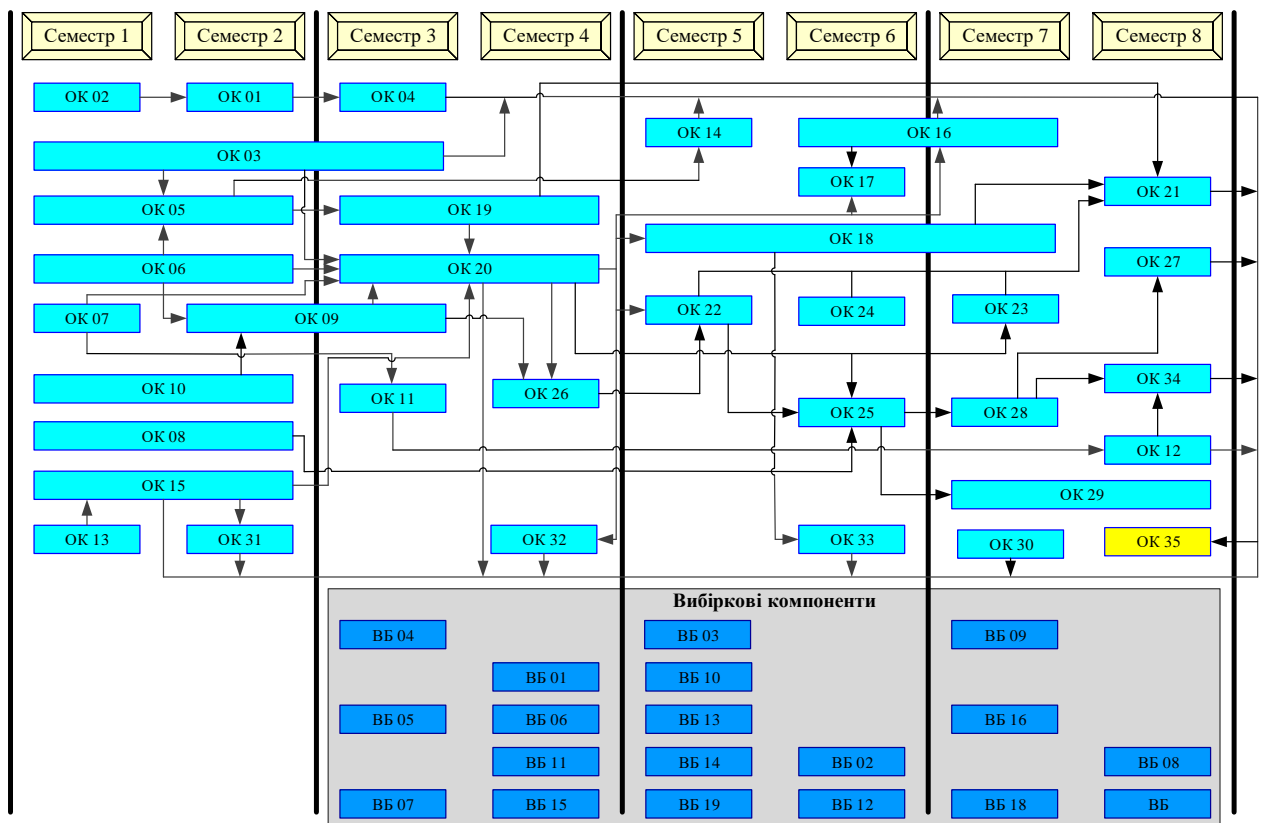 Семестр 1 Семестр 2 Семестр 3 Семестр 4 Семестр 5 Семестр 6 Семестр 7 Семестр 8
ОК 02 ОК 01 ОК 04
ОК 14 ОК 16
ОК 03
ОК 17
ОК 21
ОК 05 ОК 19
ОК 18
ОК 06 ОК 20 ОК 27
ОК 22 ОК 24 ОК 23
ОК 07 ОК 09
ОК 10 ОК 11 ОК 26 ОК 34
ОК 25 ОК 28
ОК 08 ОК 12
ОК 15 ОК 29
ОК 13 ОК 31 ОК 32 ОК 33 ОК 30 ОК 35
Вибіркові компоненти
ВБ 04 ВБ 03 ВБ 09
ВБ 01 ВБ 10
ВБ 05 ВБ 06 ВБ 13 ВБ 16
ВБ 11 ВБ 14 ВБ 02 ВБ 08
ВБ 07 ВБ 15 ВБ 19 ВБ 12 ВБ 18 ВБ